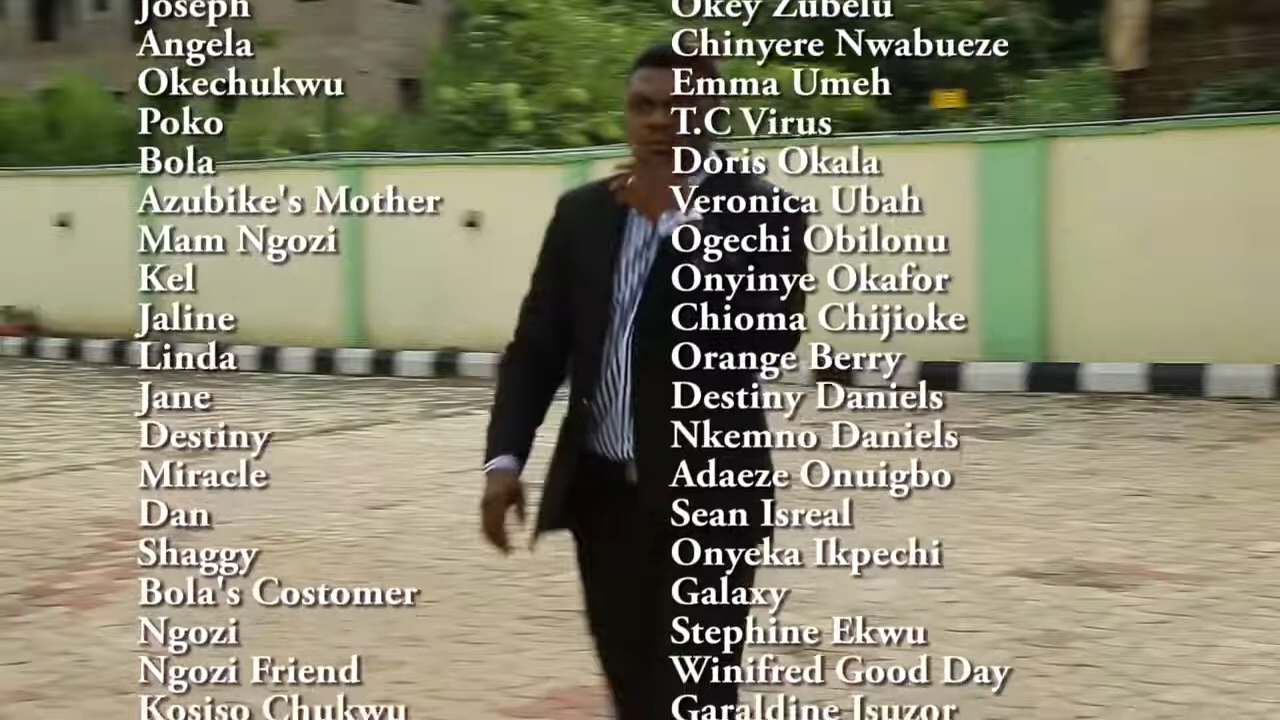 Joseph Okey Zubelu
Angela Chinyere Nwabueze
Okechukwu Emma Umeh
Poko T.C Virus
Bola Doris Okala
Azubike's Mother Veronica Ubah
Mam Ngozi Ogechi Obilonu
Kel Onyinye Okafor
Jaline Chioma Chijioke
Linda Orange Berry
Jane Destiny Daniels
Destiny Nkemno Daniels
Miracle Adaeze Onuigbo
Dan Sean Isreal
Shaggy Onyeka Ikpechi
Bola's Costomer Galaxy
Ngozi Stephine Ekwu
Ngozi Friend Winifred Good Day
Kosiso Chukwu Garaldine Isuzor